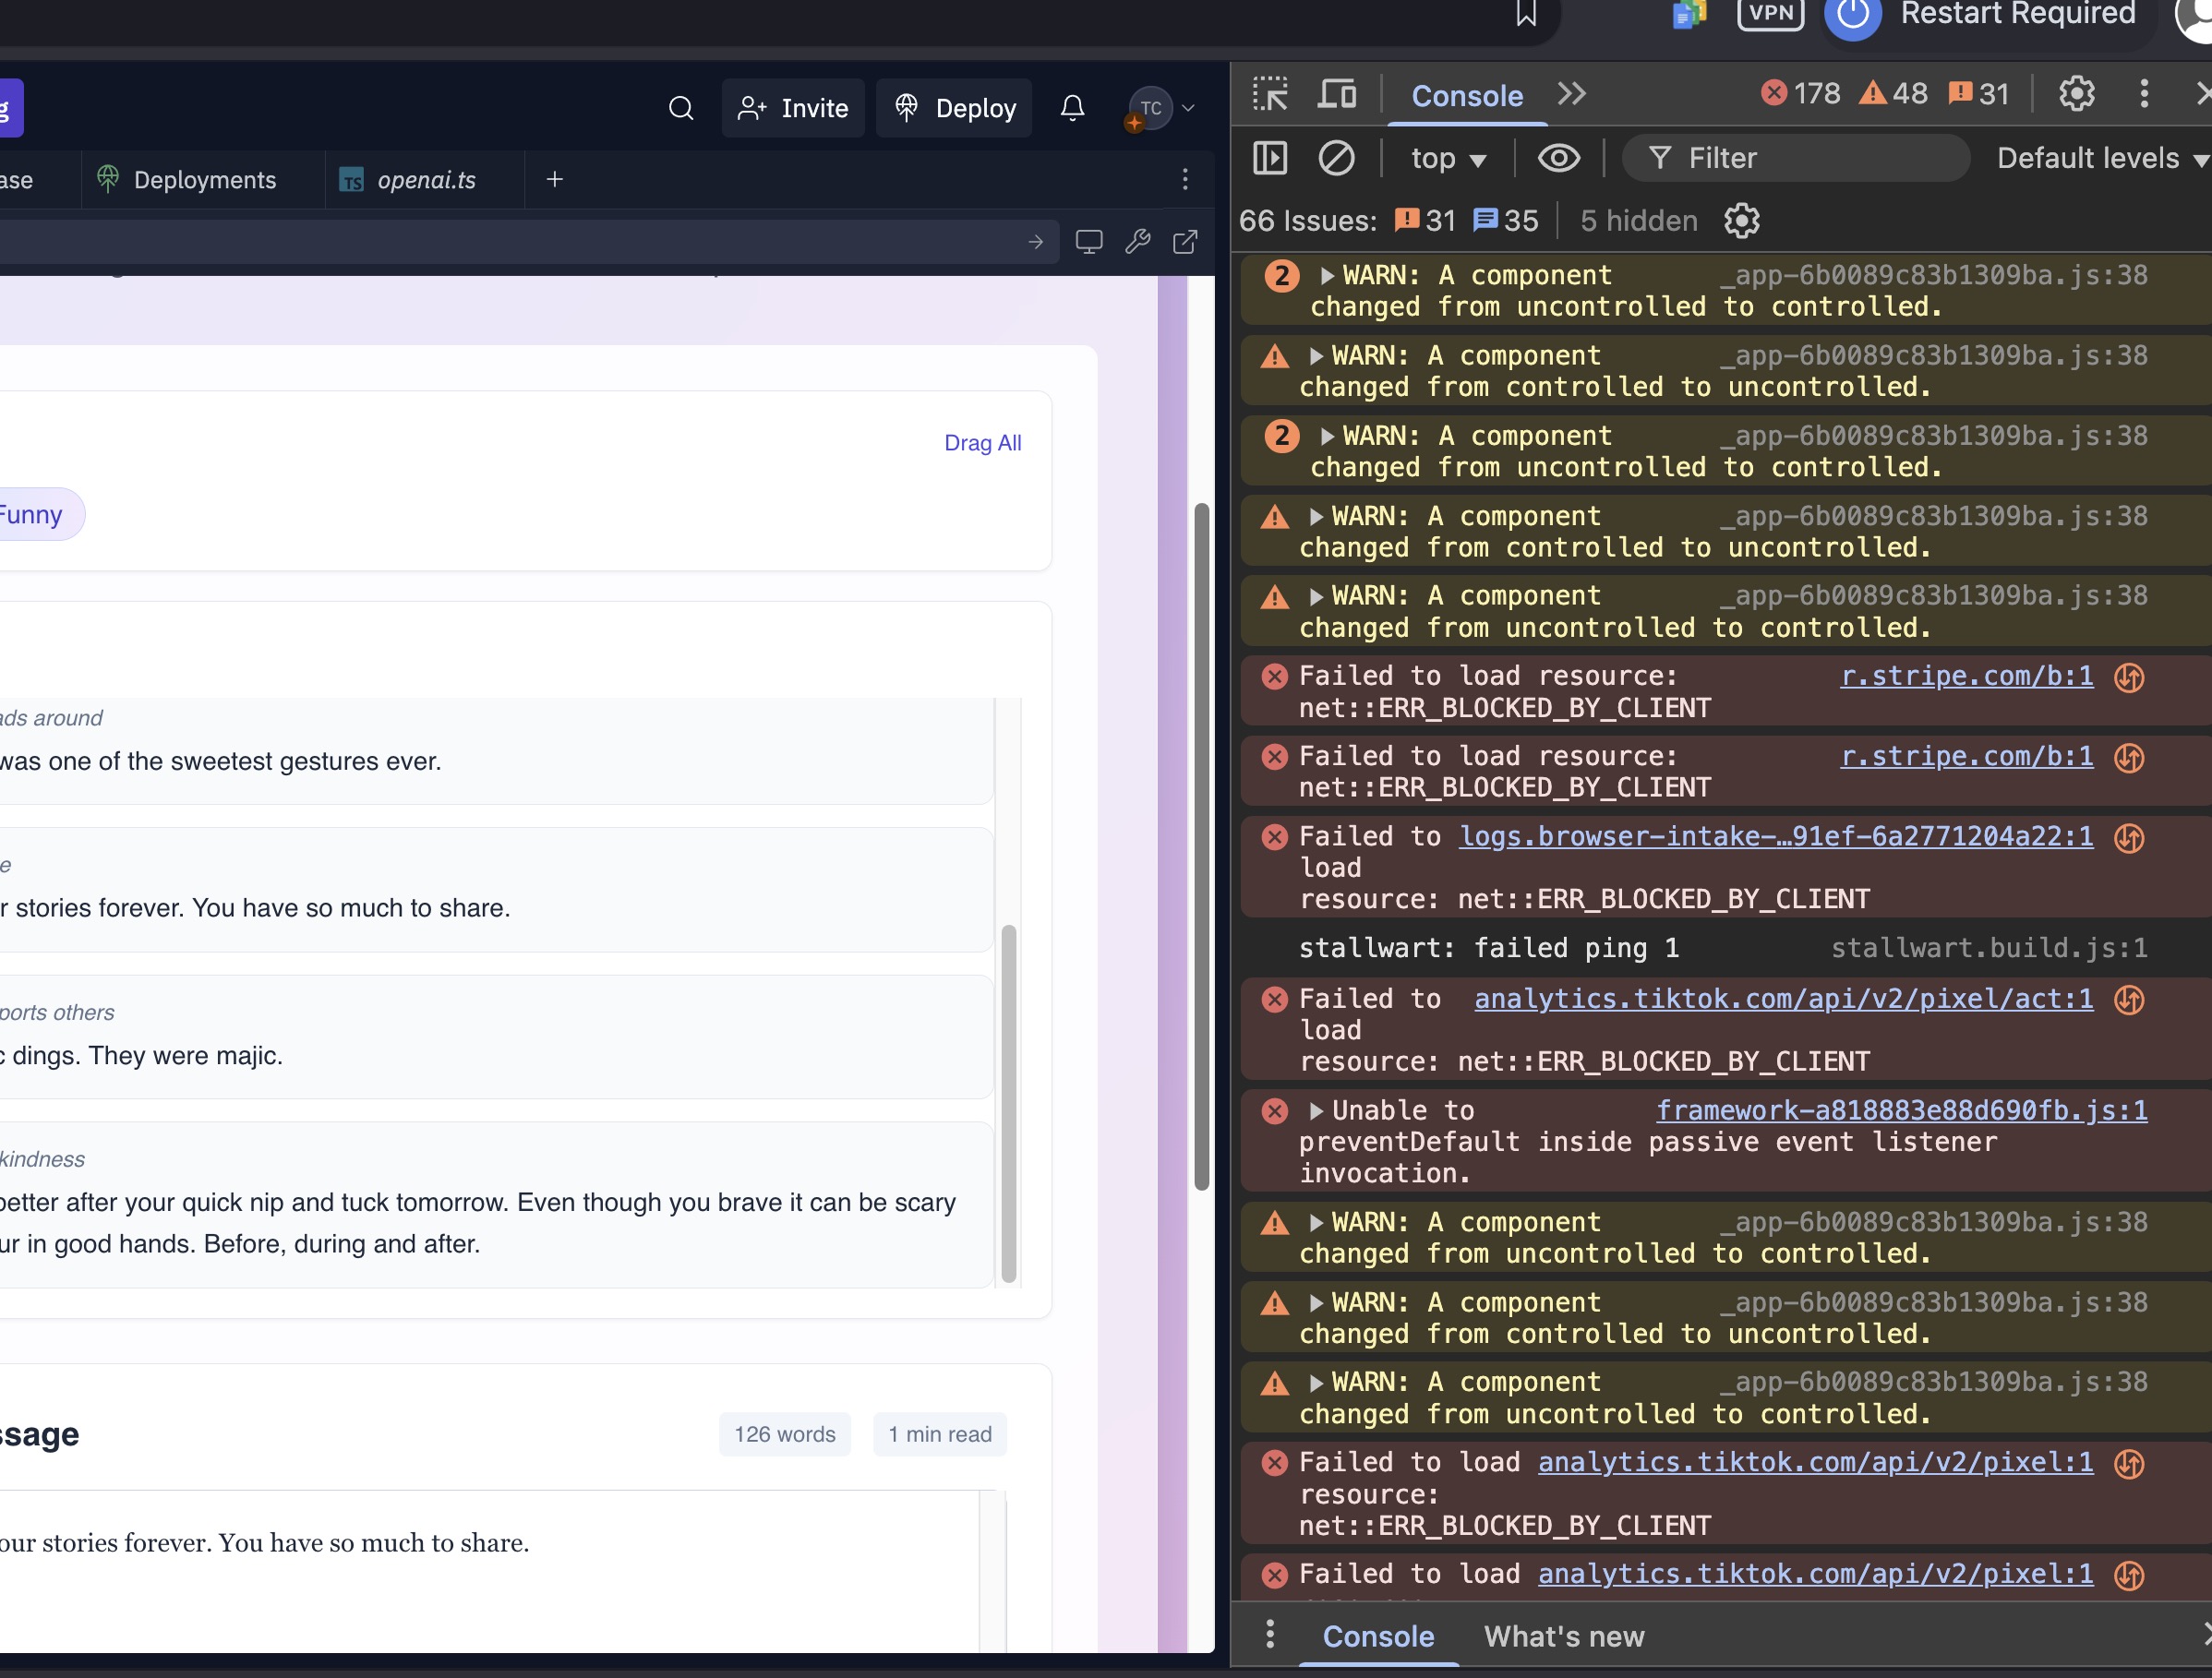 VPN
Restart Required
g
Invite
Deploy
TC
ase
Deployments
TS
openai.ts
Drag All
Funny
ads around
was one of the sweetest gestures ever.
e
r stories forever. You have so much to share.
ports others
c dings. They were majic.
kindness
better after your quick nip and tuck tomorrow. Even though you brave it can be scary
ur in good hands. Before, during and after.
ssage
126 words
1 min read
our stories forever. You have so much to share.
Console
178
48
31
top
Filter
Default levels
66 Issues:
31
35
5 hidden
2
WARN: A component _app-6b0089c83b1309ba.js:38
changed from uncontrolled to controlled.
WARN: A component _app-6b0089c83b1309ba.js:38
changed from controlled to uncontrolled.
2
WARN: A component _app-6b0089c83b1309ba.js:38
changed from uncontrolled to controlled.
WARN: A component _app-6b0089c83b1309ba.js:38
changed from controlled to uncontrolled.
WARN: A component _app-6b0089c83b1309ba.js:38
changed from uncontrolled to controlled.
Failed to load resource: r.stripe.com/b:1
net::ERR_BLOCKED_BY_CLIENT
Failed to load resource: r.stripe.com/b:1
net::ERR_BLOCKED_BY_CLIENT
Failed to logs.browser-intake-…91ef-6a2771204a22:1
load
resource: net::ERR_BLOCKED_BY_CLIENT
stallwart: failed ping 1 stallwart.build.js:1
Failed to analytics.tiktok.com/api/v2/pixel/act:1
load
resource: net::ERR_BLOCKED_BY_CLIENT
Unable to framework-a818883e88d690fb.js:1
preventDefault inside passive event listener
invocation.
WARN: A component _app-6b0089c83b1309ba.js:38
changed from uncontrolled to controlled.
WARN: A component _app-6b0089c83b1309ba.js:38
changed from controlled to uncontrolled.
WARN: A component _app-6b0089c83b1309ba.js:38
changed from uncontrolled to controlled.
Failed to load analytics.tiktok.com/api/v2/pixel:1
resource:
net::ERR_BLOCKED_BY_CLIENT
Failed to load analytics.tiktok.com/api/v2/pixel:1
Console
What's new